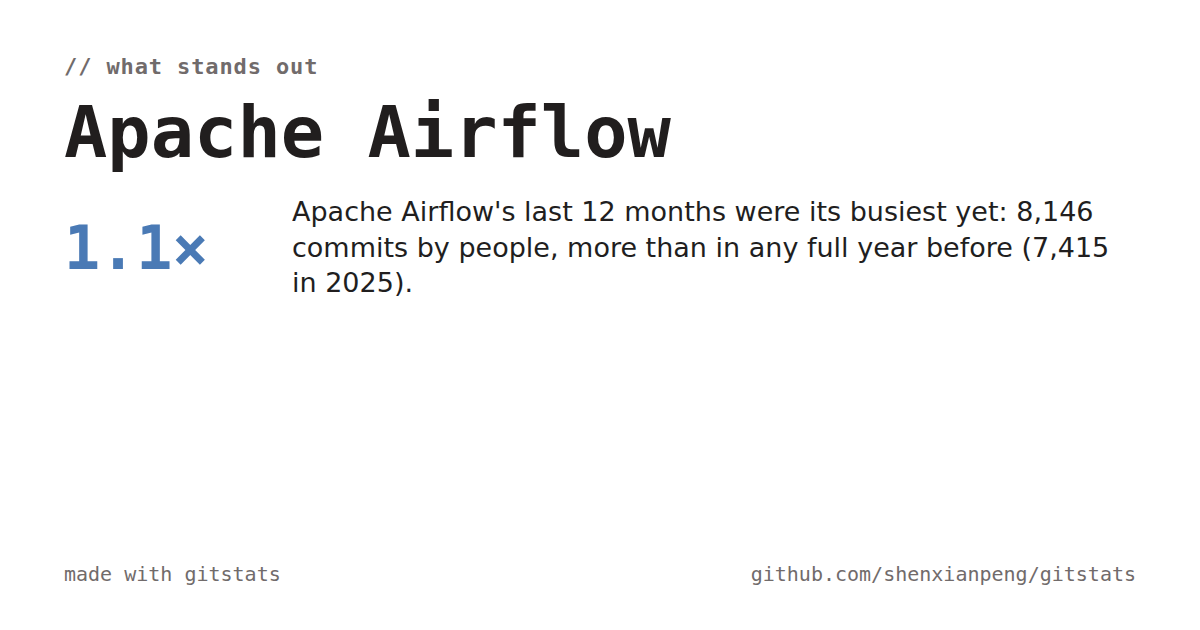 // what stands out
Apache Airflow
1.1×
Apache Airflow's last 12 months were its busiest yet: 8,146
commits by people, more than in any full year before (7,415
in 2025).
made with gitstats
github.com/shenxianpeng/gitstats